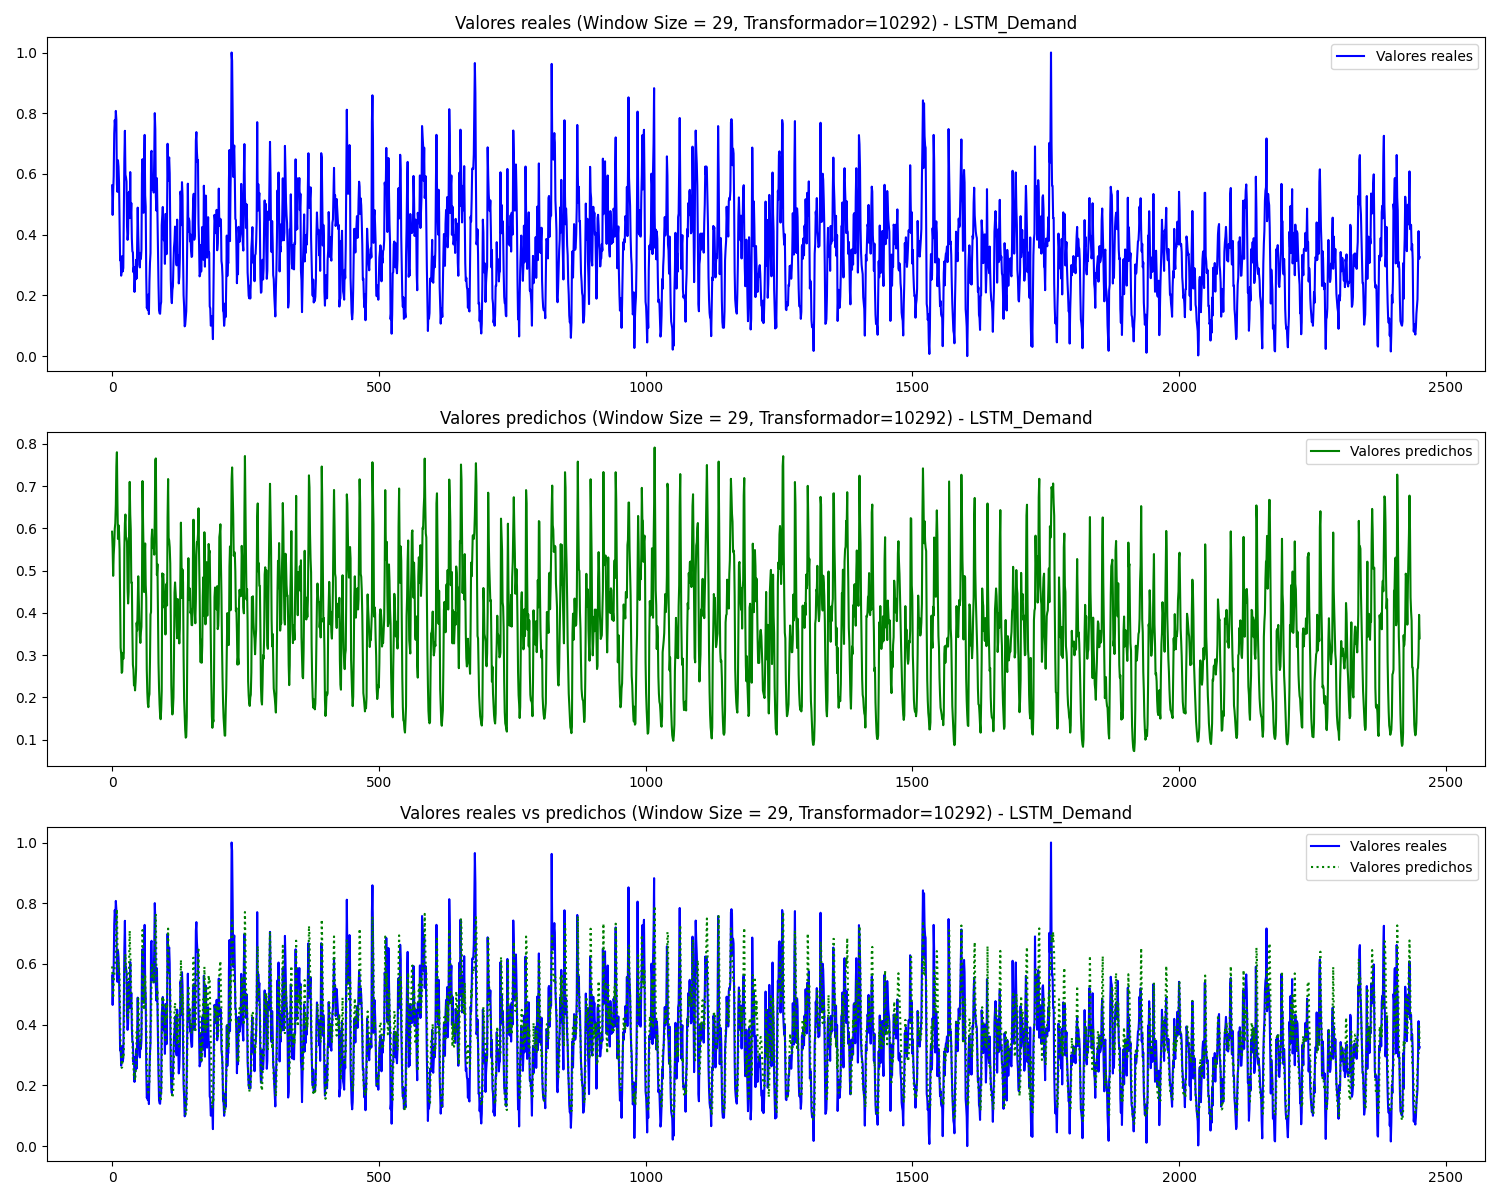 Valores reales (Window Size = 29, Transformador=10292) - LSTM_Demand
Valores reales
1.0
0.8
0.6
0.4
0.2
0.0
0 500 1000 1500 2000 2500
Valores predichos (Window Size = 29, Transformador=10292) - LSTM_Demand
Valores predichos
0.8
0.7
0.6
0.5
0.4
0.3
0.2
0.1
0 500 1000 1500 2000 2500
Valores reales vs predichos (Window Size = 29, Transformador=10292) - LSTM_Demand
Valores reales
Valores predichos
1.0
0.8
0.6
0.4
0.2
0.0
0 500 1000 1500 2000 2500